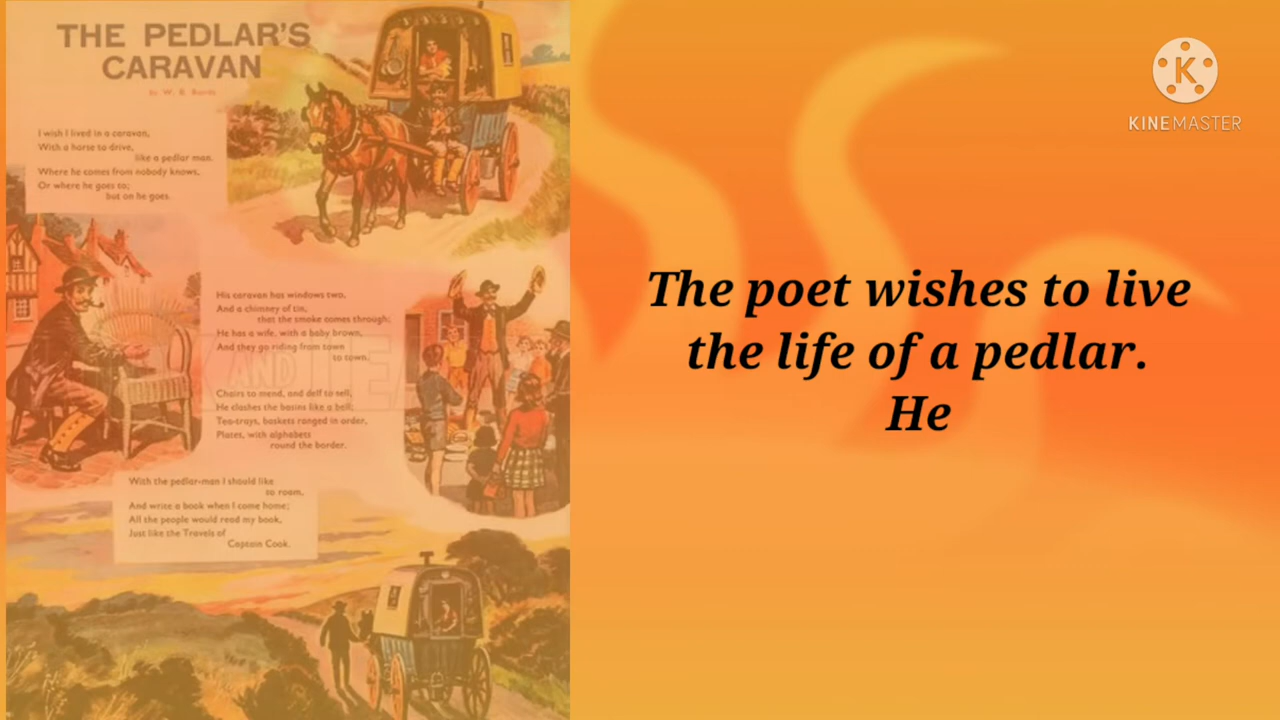 THE PEDLAR'S
CARAVAN
by W. B. Rands
I wish I lived in a caravan,
With a horse to drive,
like a pedlar man.
Where he comes from nobody knows,
Or where he goes to;
but on he goes.
His caravan has windows two,
And a chimney of tin,
that the smoke comes through;
He has a wife, with a baby brown,
And they go riding from town
to town.
Chairs to mend, and delf to sell,
He clashes the basins like a bell;
Tea-trays, baskets ranged in order,
Plates, with alphabets
round the border.
With the pedlar-man I should like
to roam,
And write a book when I come home;
All the people would read my book,
Just like the Travels of
Captain Cook.
The poet wishes to live
the life of a pedlar.
He
K
KINEMASTER